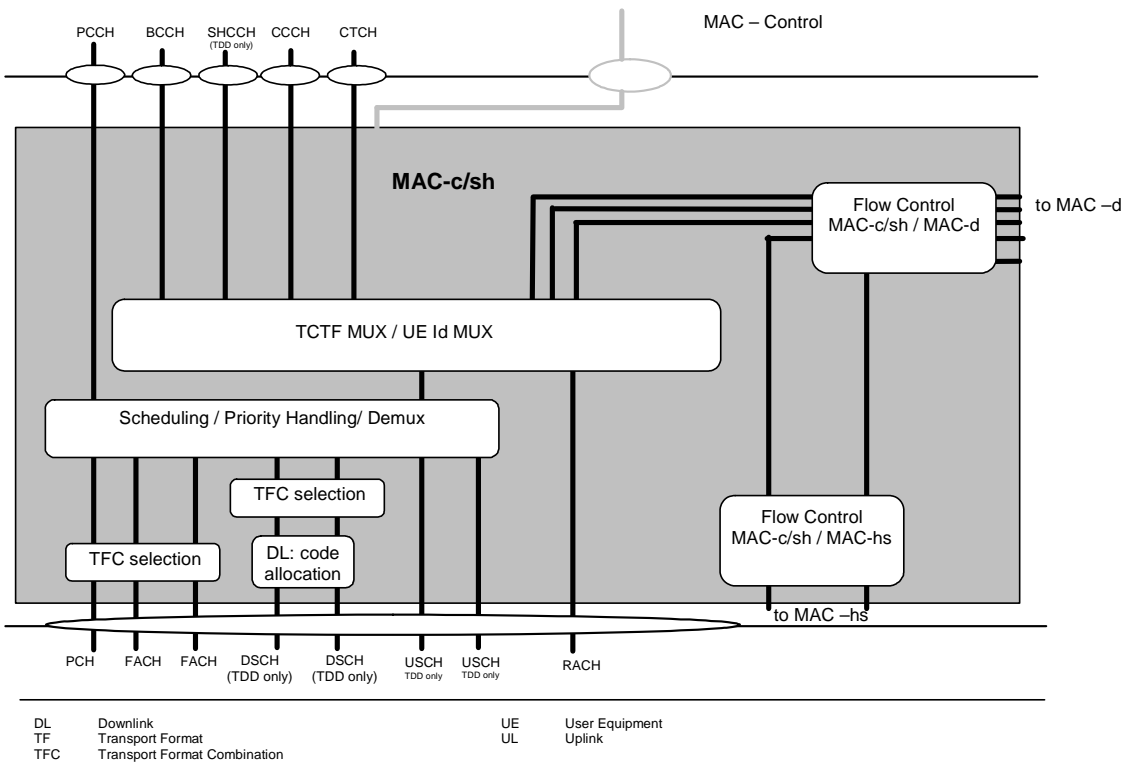 MAC – Control
PCCH
BCCH
SHCCH
(TDD only)
CCCH
CTCH
MAC-c/sh
Flow Control
MAC-c/sh / MAC-d
to MAC –d
TCTF MUX / UE Id MUX
Scheduling / Priority Handling/ Demux
TFC selection
Flow Control
MAC-c/sh / MAC-hs
TFC selection
DL: code
allocation
to MAC –hs
PCH
FACH
FACH
DSCH
(TDD only)
DSCH
(TDD only)
USCH
TDD only
USCH
TDD only
RACH
DL Downlink
TF Transport Format
TFC Transport Format Combination
UE User Equipment
UL Uplink